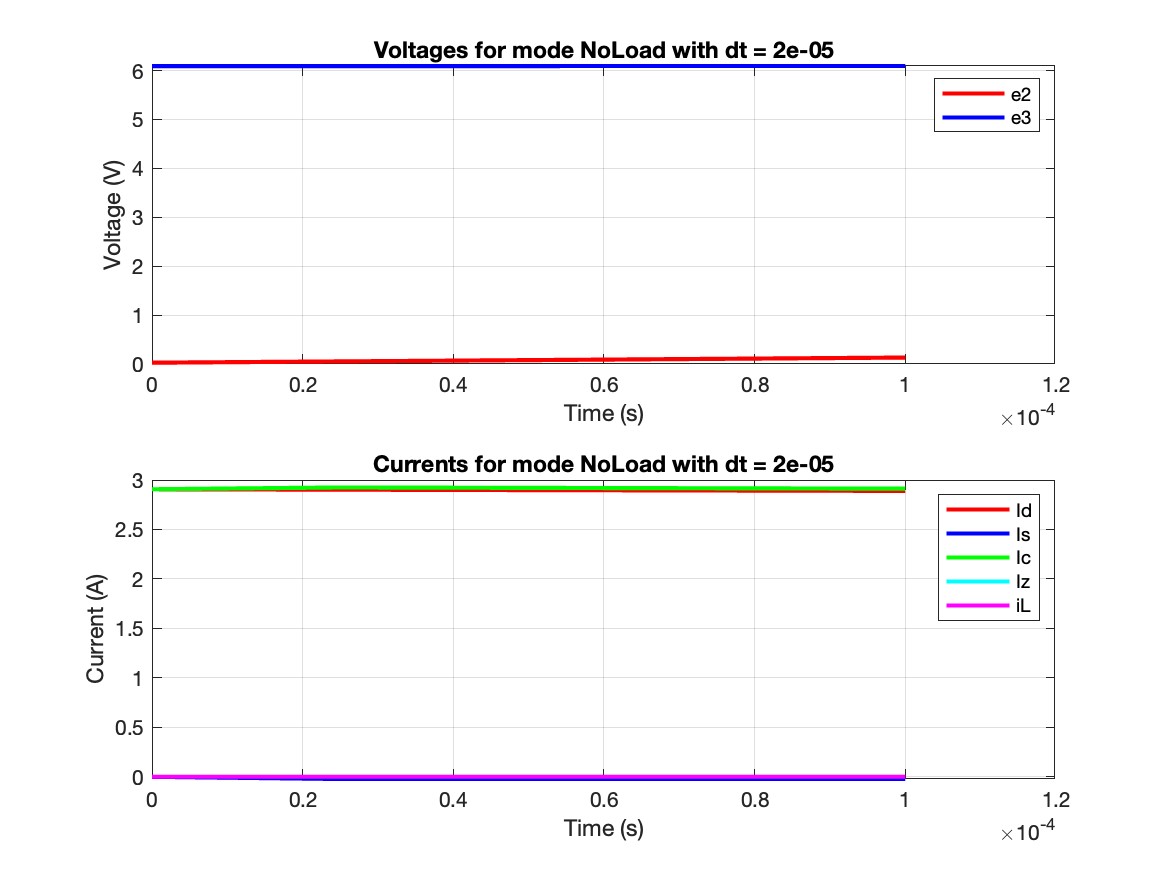 Voltages for mode NoLoad with dt = 2e-05
6
5
4
3
2
1
0
Voltage (V)
e2
e3
0 0.2 0.4 0.6 0.8 1 1.2
Time (s)
×10-4
Currents for mode NoLoad with dt = 2e-05
3
2.5
2
1.5
1
0.5
0
Current (A)
Id
Is
Ic
Iz
iL
0 0.2 0.4 0.6 0.8 1 1.2
Time (s)
×10-4